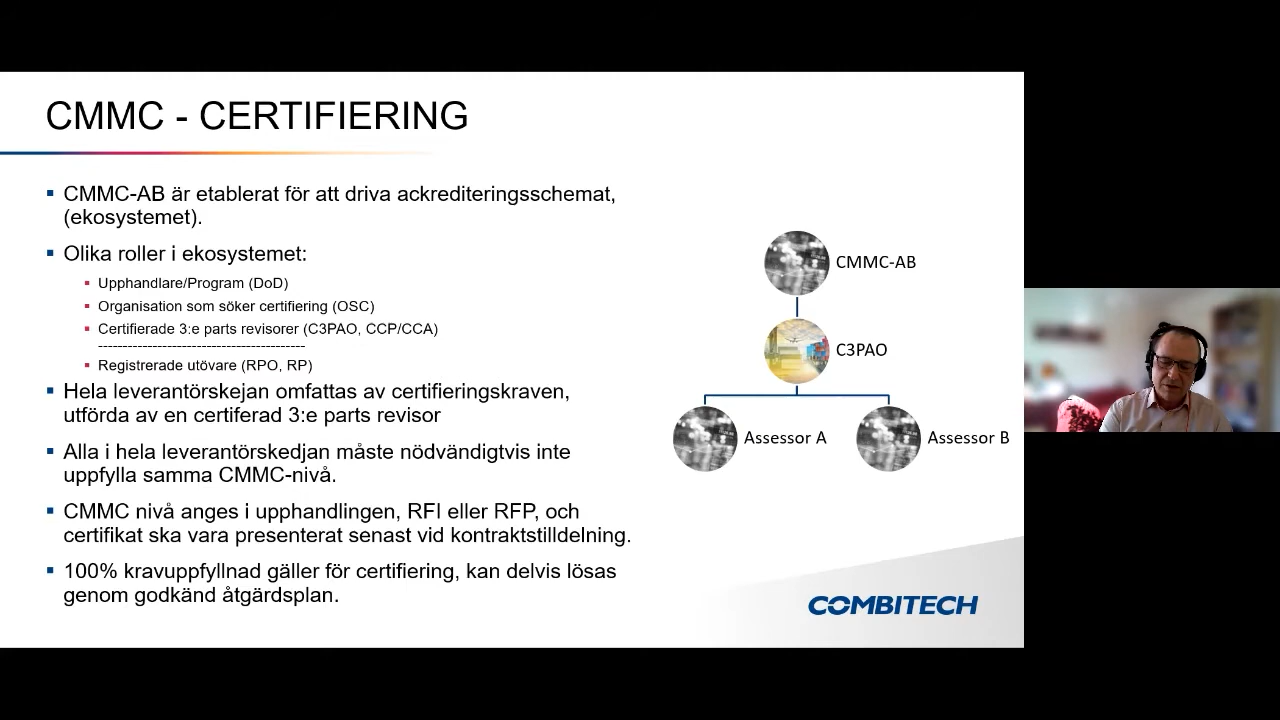 CMMC - CERTIFIERING
CMMC-AB är etablerat för att driva ackrediteringsschemat,
(ekosystemet).
Olika roller i ekosystemet:
Upphandlare/Program (DoD)
Organisation som söker certifiering (OSC)
Certifierade 3:e parts revisorer (C3PAO, CCP/CCA)
------------------------------------------
Registrerade utövare (RPO, RP)
Hela leverantörskejan omfattas av certifieringskraven,
utförda av en certiferad 3:e parts revisor
Alla i hela leverantörskedjan måste nödvändigtvis inte
uppfylla samma CMMC-nivå.
CMMC nivå anges i upphandlingen, RFI eller RFP, och
certifikat ska vara presenterat senast vid kontraktstilldelning.
100% kravuppfyllnad gäller för certifiering, kan delvis lösas
genom godkänd åtgärdsplan.
CMMC-AB
C3PAO
Assessor A
Assessor B
COMBITECH